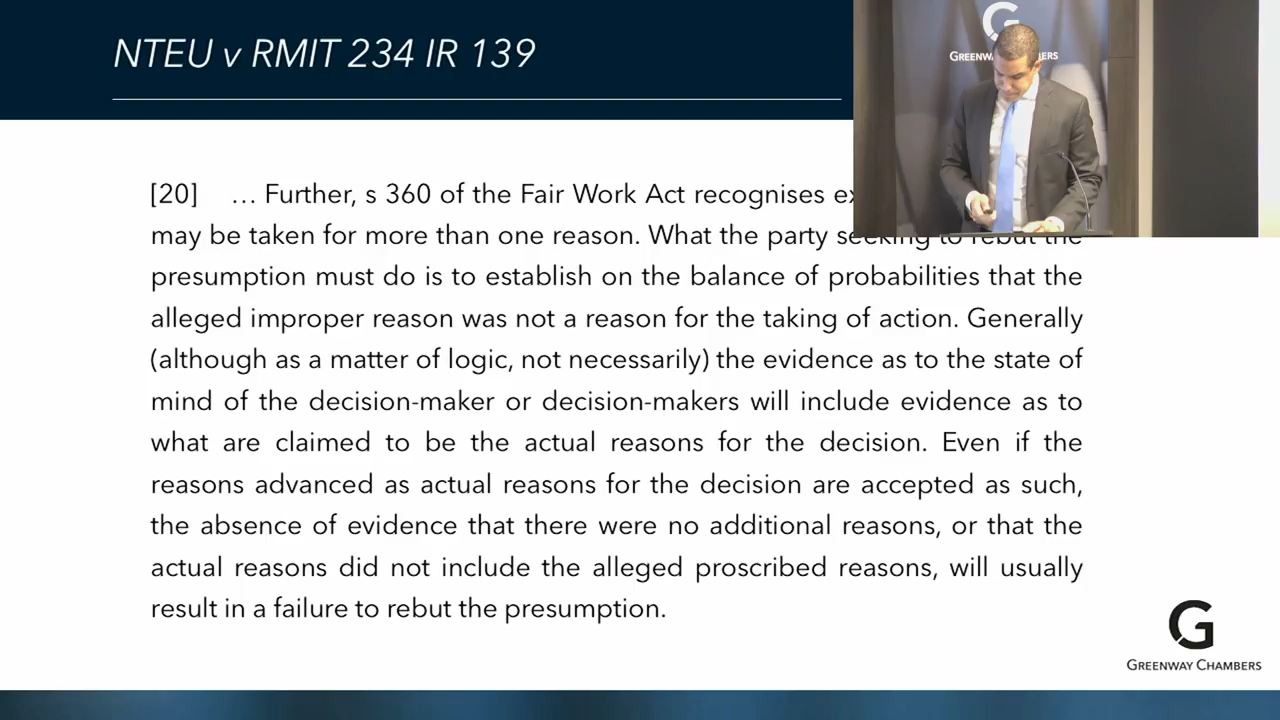 NTEU v RMIT 234 IR 139
GREENWAY CHAMBERS
[20] … Further, s 360 of the Fair Work Act recognises
may be taken for more than one reason. What the party seeking to rebut the
presumption must do is to establish on the balance of probabilities that the
alleged improper reason was not a reason for the taking of action. Generally
(although as a matter of logic, not necessarily) the evidence as to the state of
mind of the decision-maker or decision-makers will include evidence as to
what are claimed to be the actual reasons for the decision. Even if the
reasons advanced as actual reasons for the decision are accepted as such,
the absence of evidence that there were no additional reasons, or that the
actual reasons did not include the alleged proscribed reasons, will usually
result in a failure to rebut the presumption.
G
GREENWAY CHAMBERS